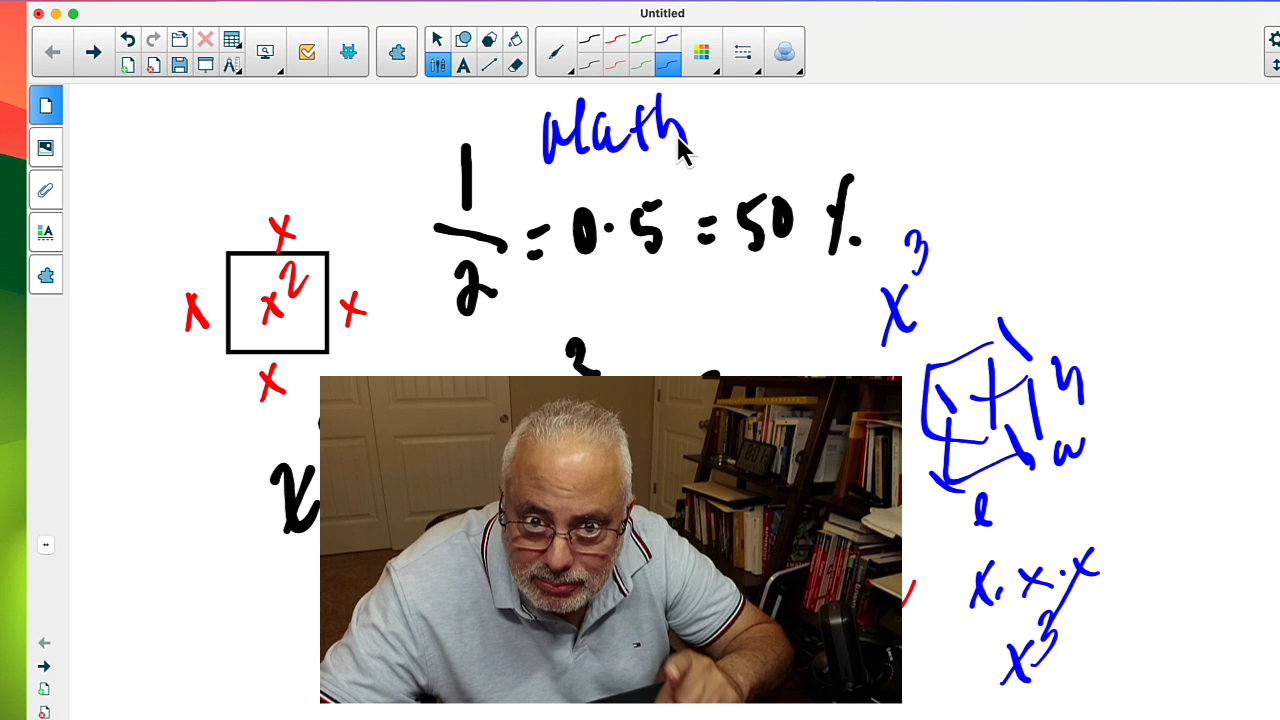 Untitled
Math
1/2 = 0.5 = 50 %
x
x x² x
x
x³
h
w
l
x
x . x . x
x³